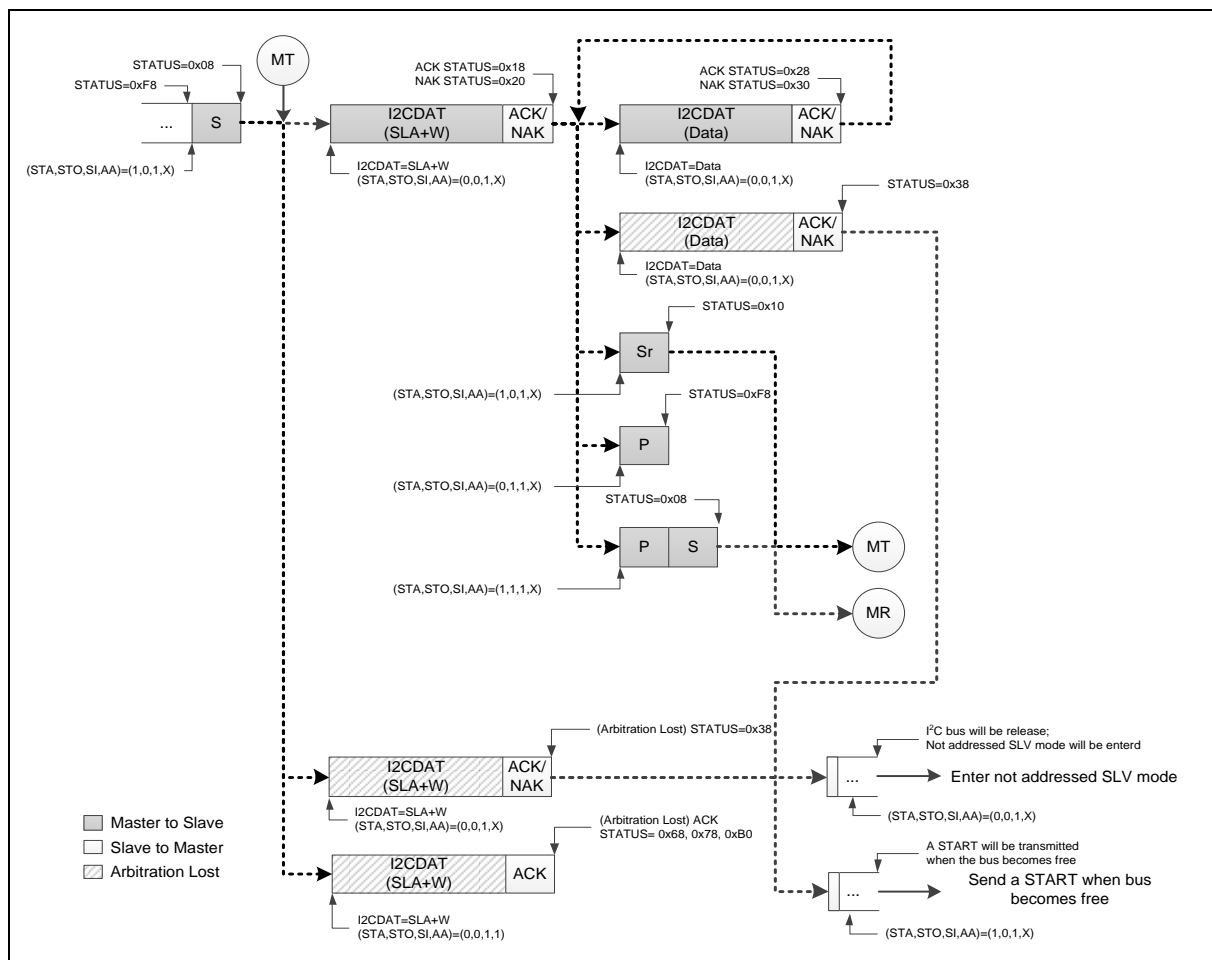 STATUS=0x08
STATUS=0xF8
MT
ACK STATUS=0x18
NAK STATUS=0x20
ACK STATUS=0x28
NAK STATUS=0x30
...
S
I2CDAT
(SLA+W)
ACK/
NAK
I2CDAT
(Data)
ACK/
NAK
(STA,STO,SI,AA)=(1,0,1,X)
I2CDAT=SLA+W
(STA,STO,SI,AA)=(0,0,1,X)
I2CDAT=Data
(STA,STO,SI,AA)=(0,0,1,X)
STATUS=0x38
I2CDAT
(Data)
ACK/
NAK
I2CDAT=Data
(STA,STO,SI,AA)=(0,0,1,X)
STATUS=0x10
Sr
(STA,STO,SI,AA)=(1,0,1,X)
STATUS=0xF8
P
(STA,STO,SI,AA)=(0,1,1,X)
STATUS=0x08
P
S
MT
(STA,STO,SI,AA)=(1,1,1,X)
MR
(Arbitration Lost) STATUS=0x38
I2CDAT
(SLA+W)
ACK/
NAK
I2CDAT=SLA+W
(STA,STO,SI,AA)=(0,0,1,X)
I²C bus will be release;
Not addressed SLV mode will be enterd
...
Enter not addressed SLV mode
(STA,STO,SI,AA)=(0,0,1,X)
(Arbitration Lost) ACK
STATUS= 0x68, 0x78, 0xB0
I2CDAT
(SLA+W)
ACK
I2CDAT=SLA+W
(STA,STO,SI,AA)=(0,0,1,1)
A START will be transmitted
when the bus becomes free
...
Send a START when bus
becomes free
(STA,STO,SI,AA)=(1,0,1,X)
Master to Slave
Slave to Master
Arbitration Lost